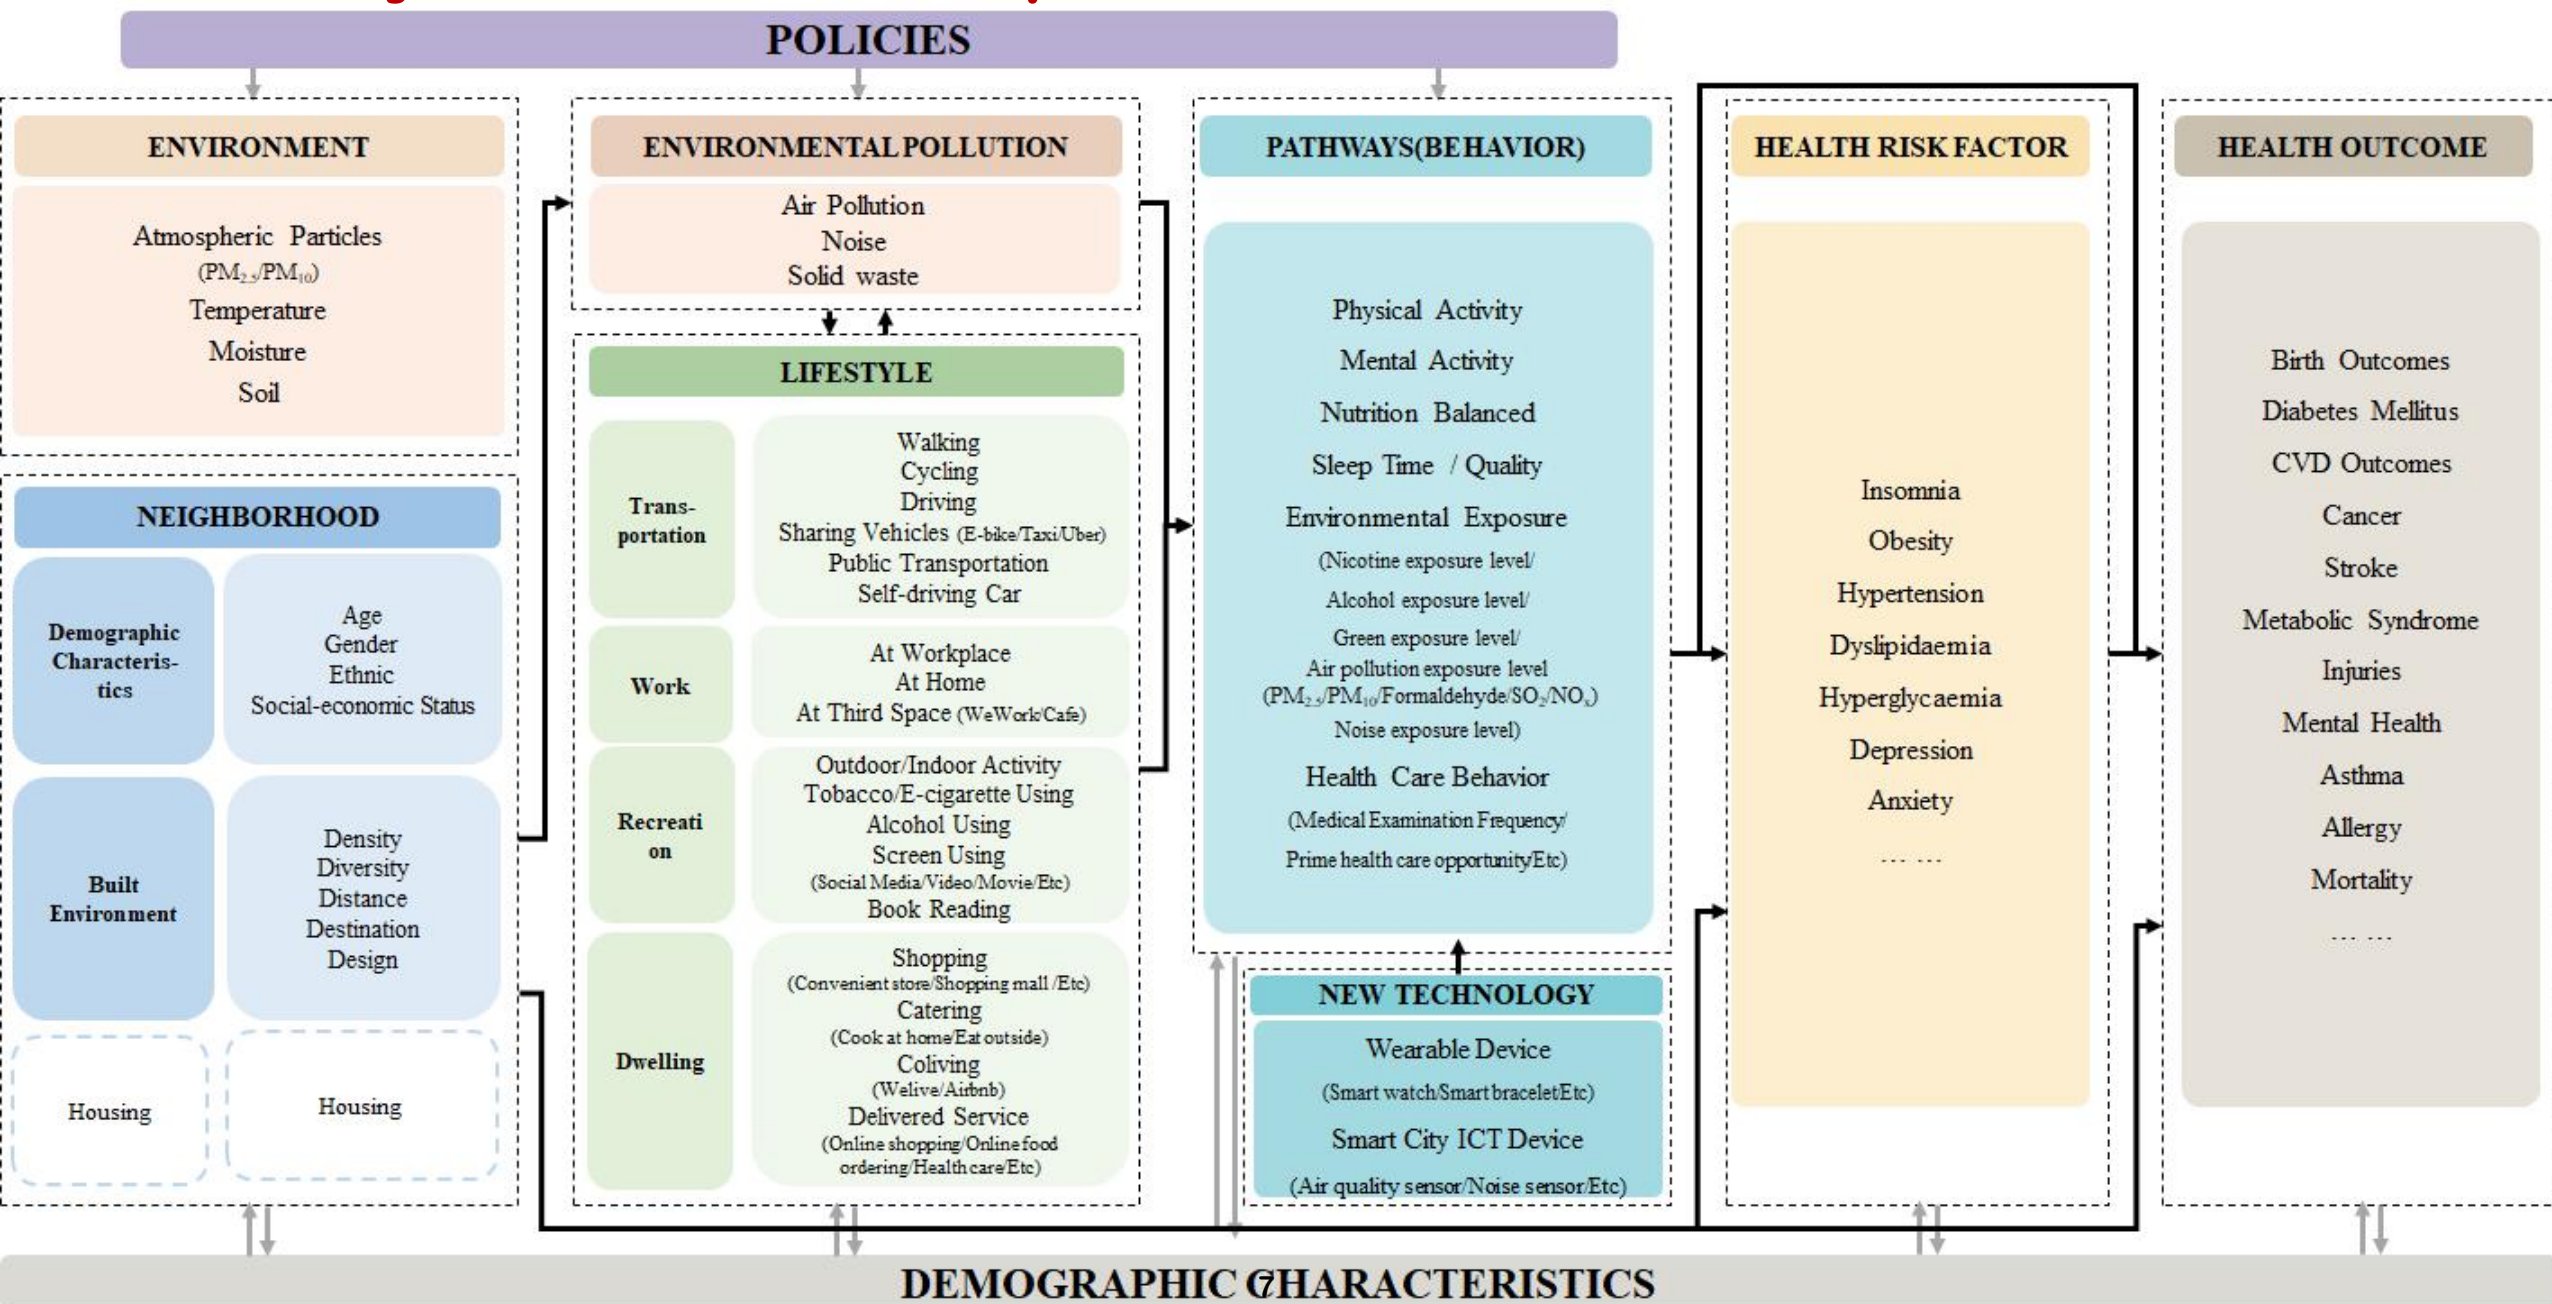 POLICIES
ENVIRONMENT
Atmospheric Particles
(PM2.5/PM10)
Temperature
Moisture
Soil
NEIGHBORHOOD
Demographic
Characteris-
tics
Age
Gender
Ethnic
Social-economic Status
Built
Environment
Density
Diversity
Distance
Destination
Design
Housing
Housing
ENVIRONMENTAL POLLUTION
Air Pollution
Noise
Solid waste
LIFESTYLE
Trans-
portation
Walking
Cycling
Driving
Sharing Vehicles (E-bike/Taxi/Uber)
Public Transportation
Self-driving Car
Work
At Workplace
At Home
At Third Space (WeWork/Cafe)
Recreati
on
Outdoor/Indoor Activity
Tobacco/E-cigarette Using
Alcohol Using
Screen Using
(Social Media/Video/Movie/Etc)
Book Reading
Dwelling
Shopping
(Convenient store/Shopping mall /Etc)
Catering
(Cook at home/Eat outside)
Coliving
(Welive/Airbnb)
Delivered Service
(Online shopping/Online food
ordering/Health care/Etc)
PATHWAYS(BEHAVIOR)
Physical Activity
Mental Activity
Nutrition Balanced
Sleep Time / Quality
Environmental Exposure
(Nicotine exposure level/
Alcohol exposure level/
Green exposure level/
Air pollution exposure level
(PM2.5/PM10/Formaldehyde/SO2/NOx)
Noise exposure level)
Health Care Behavior
(Medical Examination Frequency/
Prime health care opportunity/Etc)
NEW TECHNOLOGY
Wearable Device
(Smart watch/Smart bracelet/Etc)
Smart City ICT Device
(Air quality sensor/Noise sensor/Etc)
HEALTH RISK FACTOR
Insomnia
Obesity
Hypertension
Dyslipidaemia
Hyperglycaemia
Depression
Anxiety
... ...
HEALTH OUTCOME
Birth Outcomes
Diabetes Mellitus
CVD Outcomes
Cancer
Stroke
Metabolic Syndrome
Injuries
Mental Health
Asthma
Allergy
Mortality
... ...
DEMOGRAPHIC CHARACTERISTICS
7